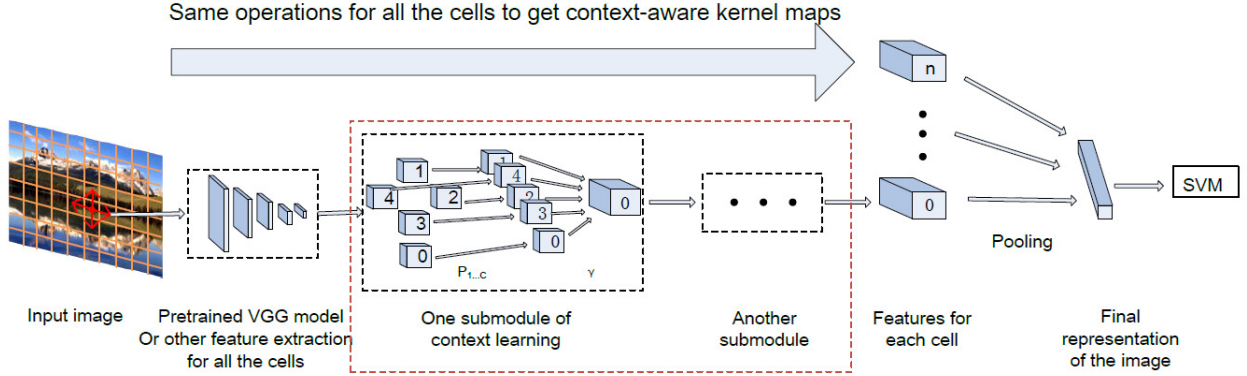 Same operations for all the cells to get context-aware kernel maps
n
1
1
4
4
2
2
3
3
0
0
0
0
P1...C
γ
SVM
Pooling
Input image
Pretrained VGG model
Or other feature extraction
for all the cells
One submodule of
context learning
Another
submodule
Features for
each cell
Final
representation
of the image